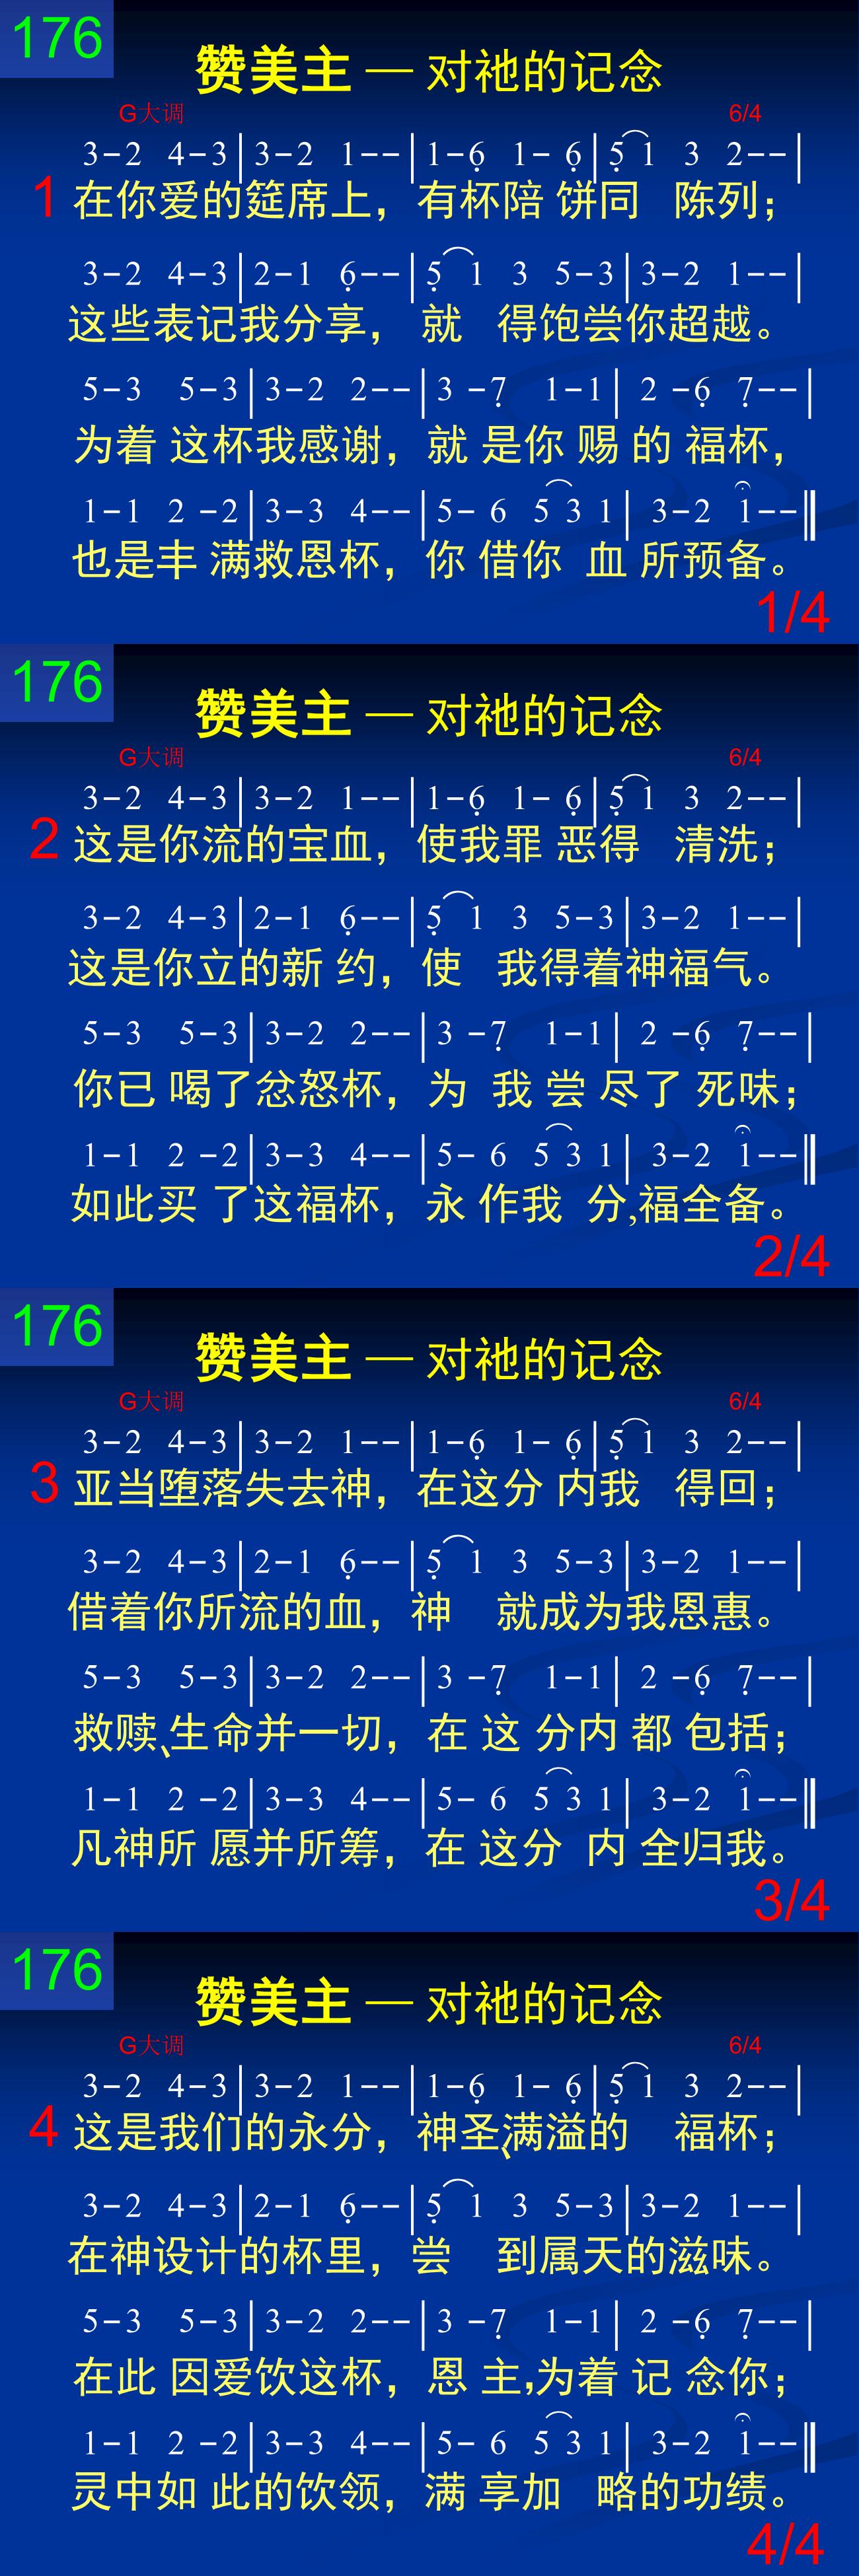 176
赞美主 — 对祂的记念
G大调 6/4
3-2 4-3|3-2 1--|1-6̣ 1- 6̣|5̣ 1 3 2--|
1 在你爱的筵席上，有杯陪 饼同 陈列；
3-2 4-3|2-1 6̣--|5̣ 1 3 5-3|3-2 1--|
这些表记我分享， 就 得饱尝你超越。
5-3 5-3|3-2 2--|3 -7̣ 1-1| 2 -6̣ 7̣--|
为着 这杯我感谢，就 是你 赐 的 福杯，
1-1 2 -2|3-3 4--|5- 6 5 3 1| 3-2 1--‖
也是丰 满救恩杯，你 借你 血 所预备。
1/4
176
赞美主 — 对祂的记念
G大调 6/4
3-2 4-3|3-2 1--|1-6̣ 1- 6̣|5̣ 1 3 2--|
2 这是你流的宝血，使我罪 恶得 清洗；
3-2 4-3|2-1 6̣--|5̣ 1 3 5-3|3-2 1--|
这是你立的新 约，使 我得着神福气。
5-3 5-3|3-2 2--|3 -7̣ 1-1| 2 -6̣ 7̣--|
你已 喝了忿怒杯，为 我 尝 尽了 死味；
1-1 2 -2|3-3 4--|5- 6 5 3 1| 3-2 1--‖
如此买 了这福杯，永 作我 分,福全备。
2/4
176
赞美主 — 对祂的记念
G大调 6/4
3-2 4-3|3-2 1--|1-6̣ 1- 6̣|5̣ 1 3 2--|
3 亚当堕落失去神，在这分 内我 得回；
3-2 4-3|2-1 6̣--|5̣ 1 3 5-3|3-2 1--|
借着你所流的血，神 就成为我恩惠。
5-3 5-3|3-2 2--|3 -7̣ 1-1| 2 -6̣ 7̣--|
救赎、生命并一切，在 这 分内 都 包括；
1-1 2 -2|3-3 4--|5- 6 5 3 1| 3-2 1--‖
凡神所 愿并所筹，在 这分 内 全归我。
3/4
176
赞美主 — 对祂的记念
G大调 6/4
3-2 4-3|3-2 1--|1-6̣ 1- 6̣|5̣ 1 3 2--|
4 这是我们的永分，神圣、满溢的 福杯；
3-2 4-3|2-1 6̣--|5̣ 1 3 5-3|3-2 1--|
在神设计的杯里，尝 到属天的滋味。
5-3 5-3|3-2 2--|3 -7̣ 1-1| 2 -6̣ 7̣--|
在此 因爱饮这杯，恩 主,为着 记 念你；
1-1 2 -2|3-3 4--|5- 6 5 3 1| 3-2 1--‖
灵中如 此的饮领，满 享加 略的功绩。
4/4